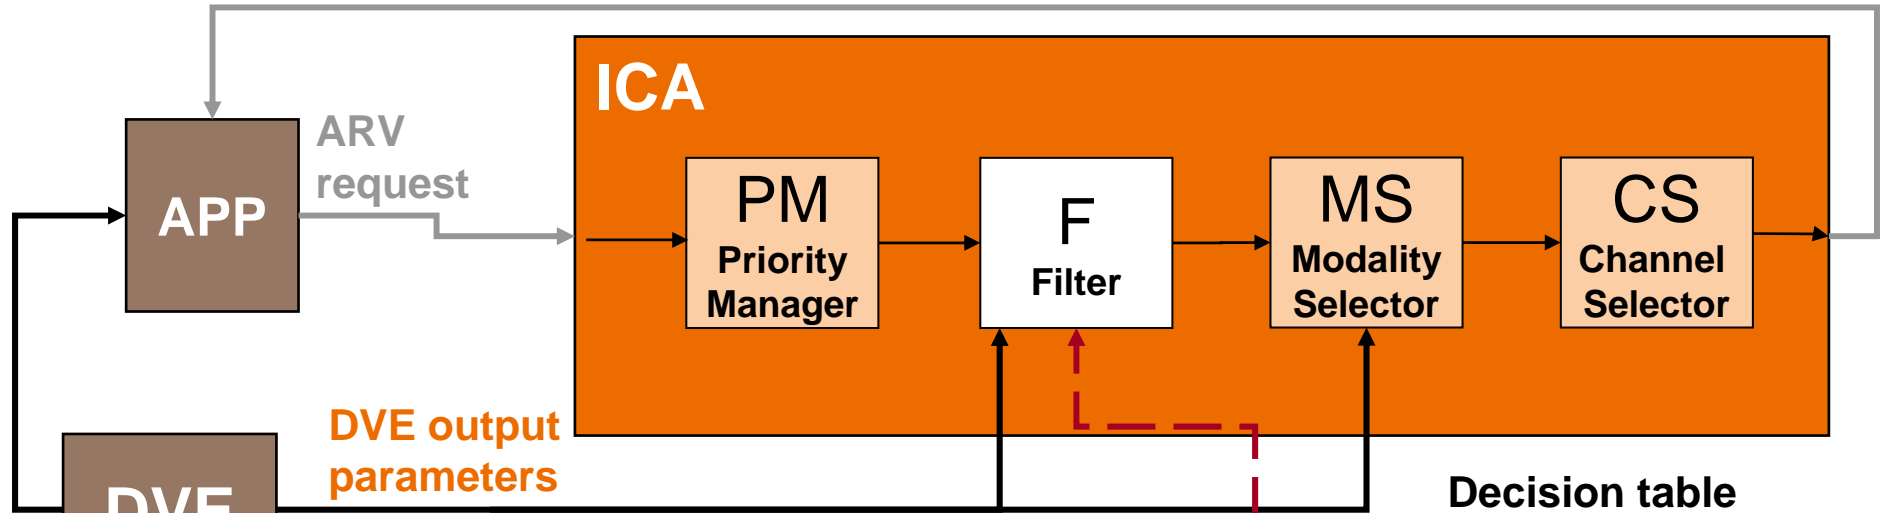 ICA
ARV
request
APP
PM
Priority
Manager
F
Filter
MS
Modality
Selector
CS
Channel
Selector
DVE output
parameters
DVE
Decision table